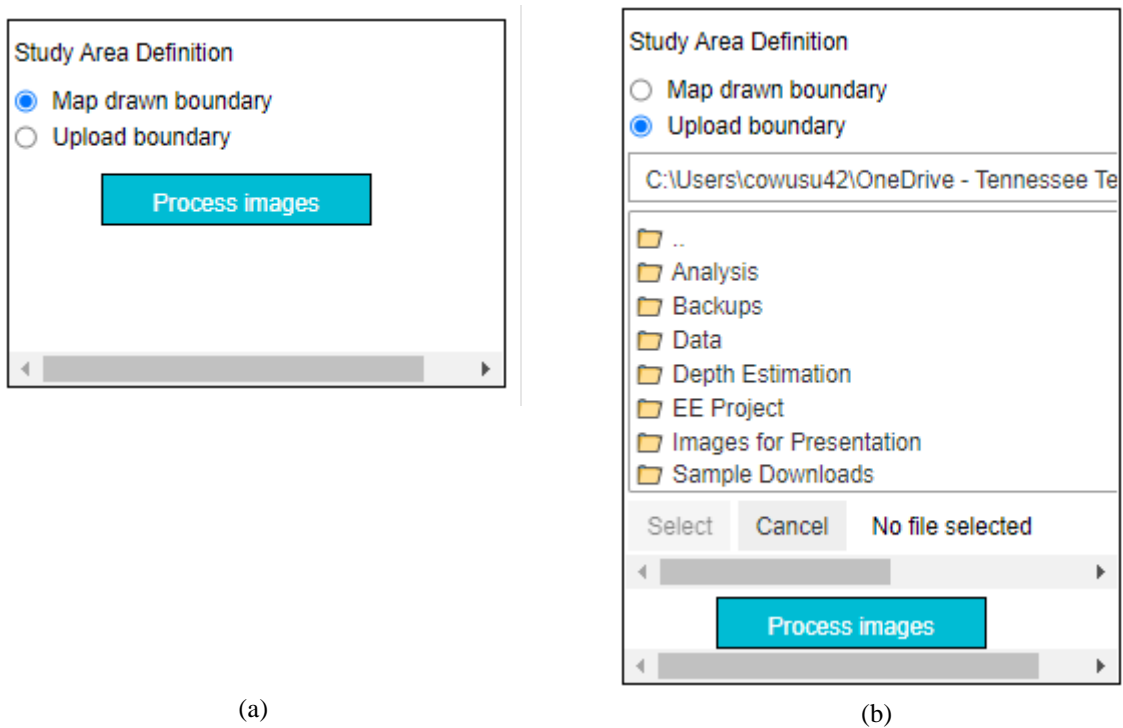 Study Area Definition
Map drawn boundary
Upload boundary
Process images
(a)
Study Area Definition
Map drawn boundary
Upload boundary
C:\Users\cowusu42\OneDrive - Tennessee Te
..
Analysis
Backups
Data
Depth Estimation
EE Project
Images for Presentation
Sample Downloads
Select Cancel No file selected
Process images
(b)